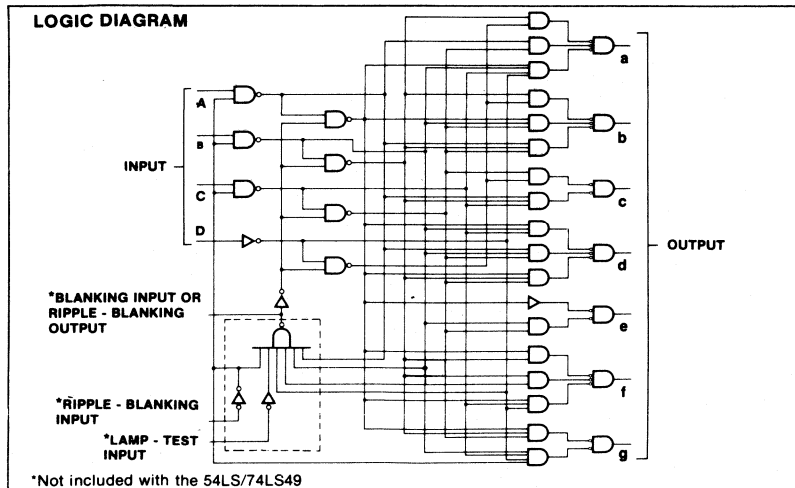 LOGIC DIAGRAM
a
A
b
B
INPUT
C
c
D
d
OUTPUT
*BLANKING INPUT OR
RIPPLE - BLANKING
OUTPUT
e
*RIPPLE - BLANKING
INPUT
f
*LAMP - TEST
INPUT
g
*Not included with the 54LS/74LS49